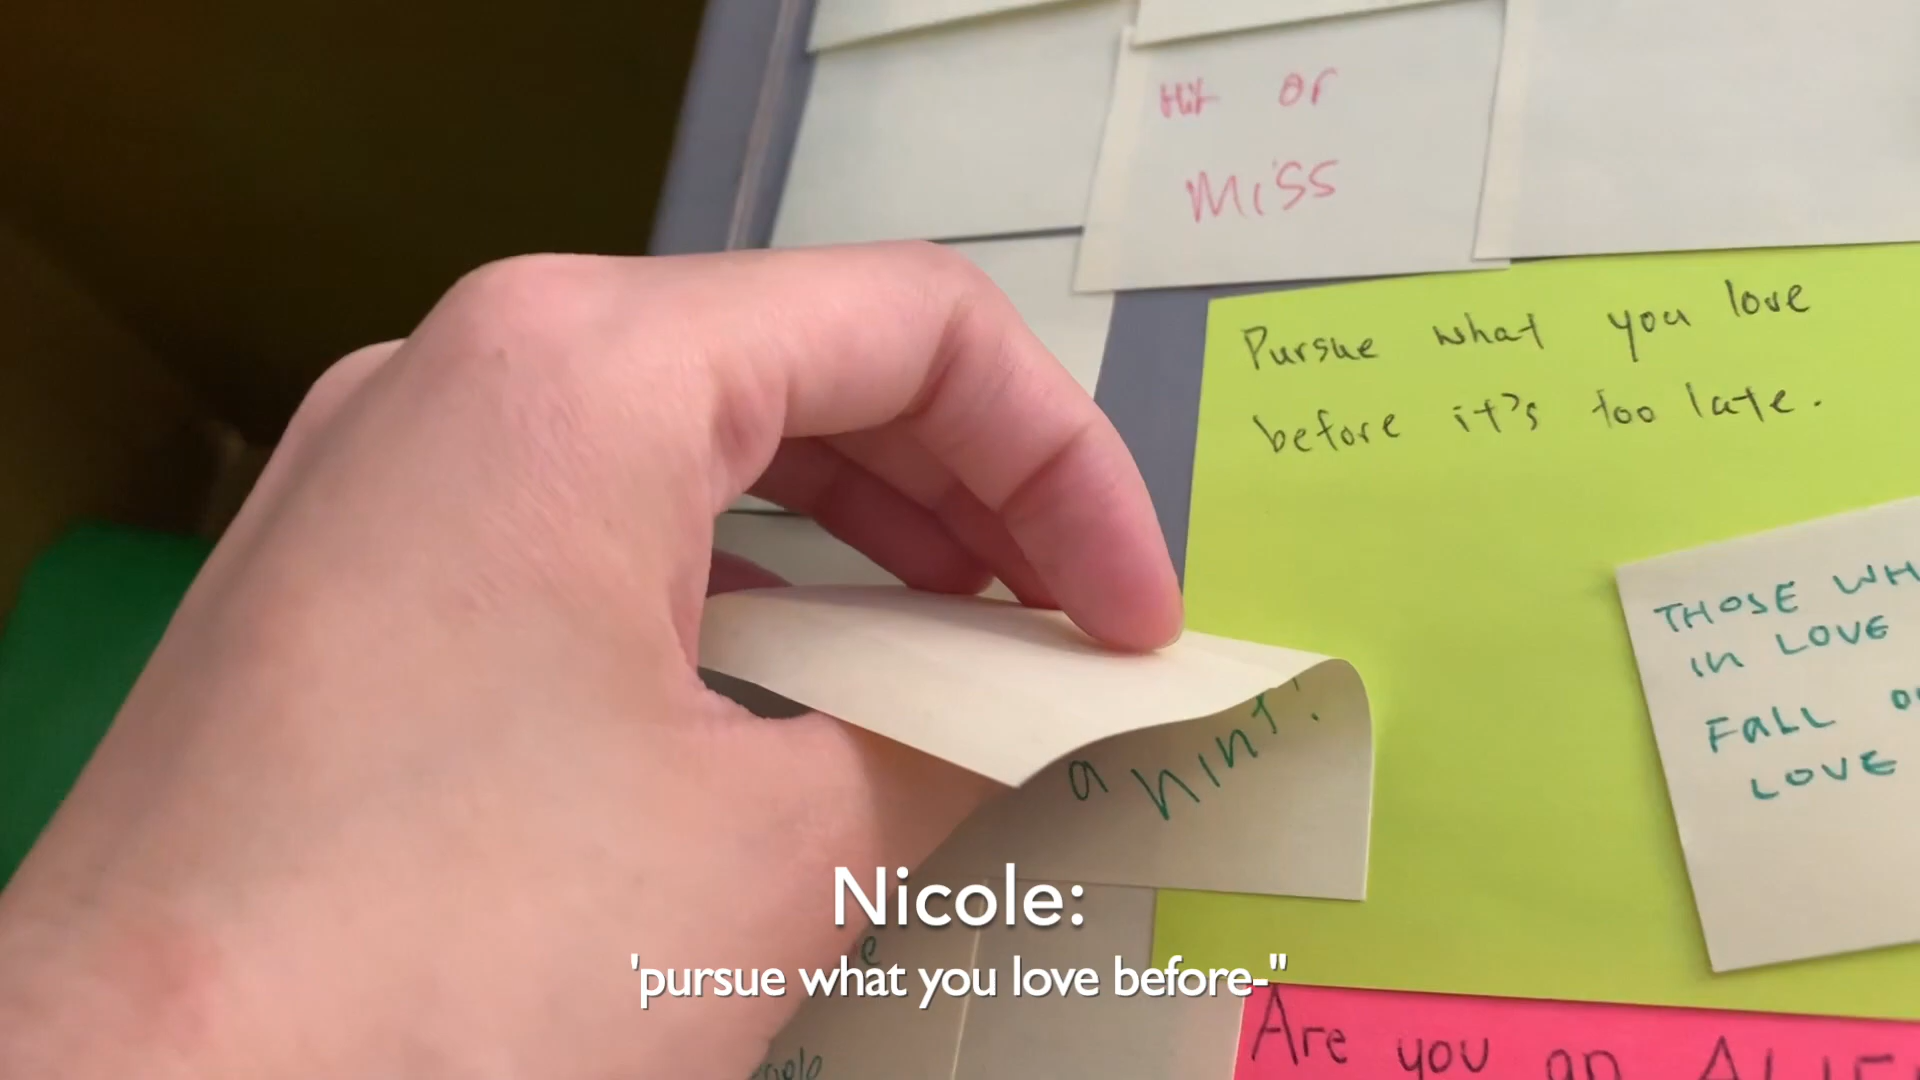 Hit or
Miss
Pursue what you love
before it's too late.
THOSE
in LOVE
FALL
LOVE
a hint!
Nicole:
'pursue what you love before-"
Are you an